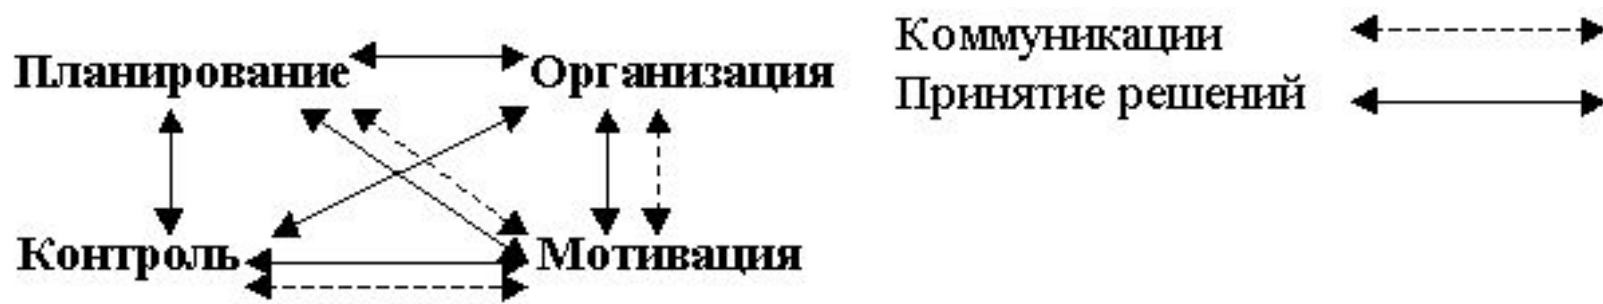 Планирование Организация
Контроль Мотивация
Коммуникации
Принятие решений